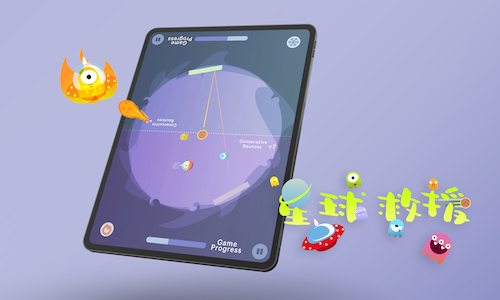 Game
Progress
Consecutive
Bounces
Consecutive
Bounces
星球救援
Game
Progress